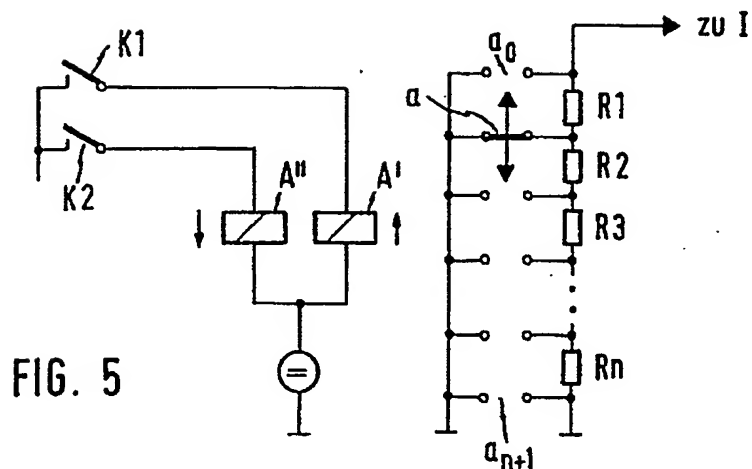 K1
K2
A"
A'
=
a₀
a
zu I
R1
R2
R3
Rn
aₙ₊₁
FIG. 5